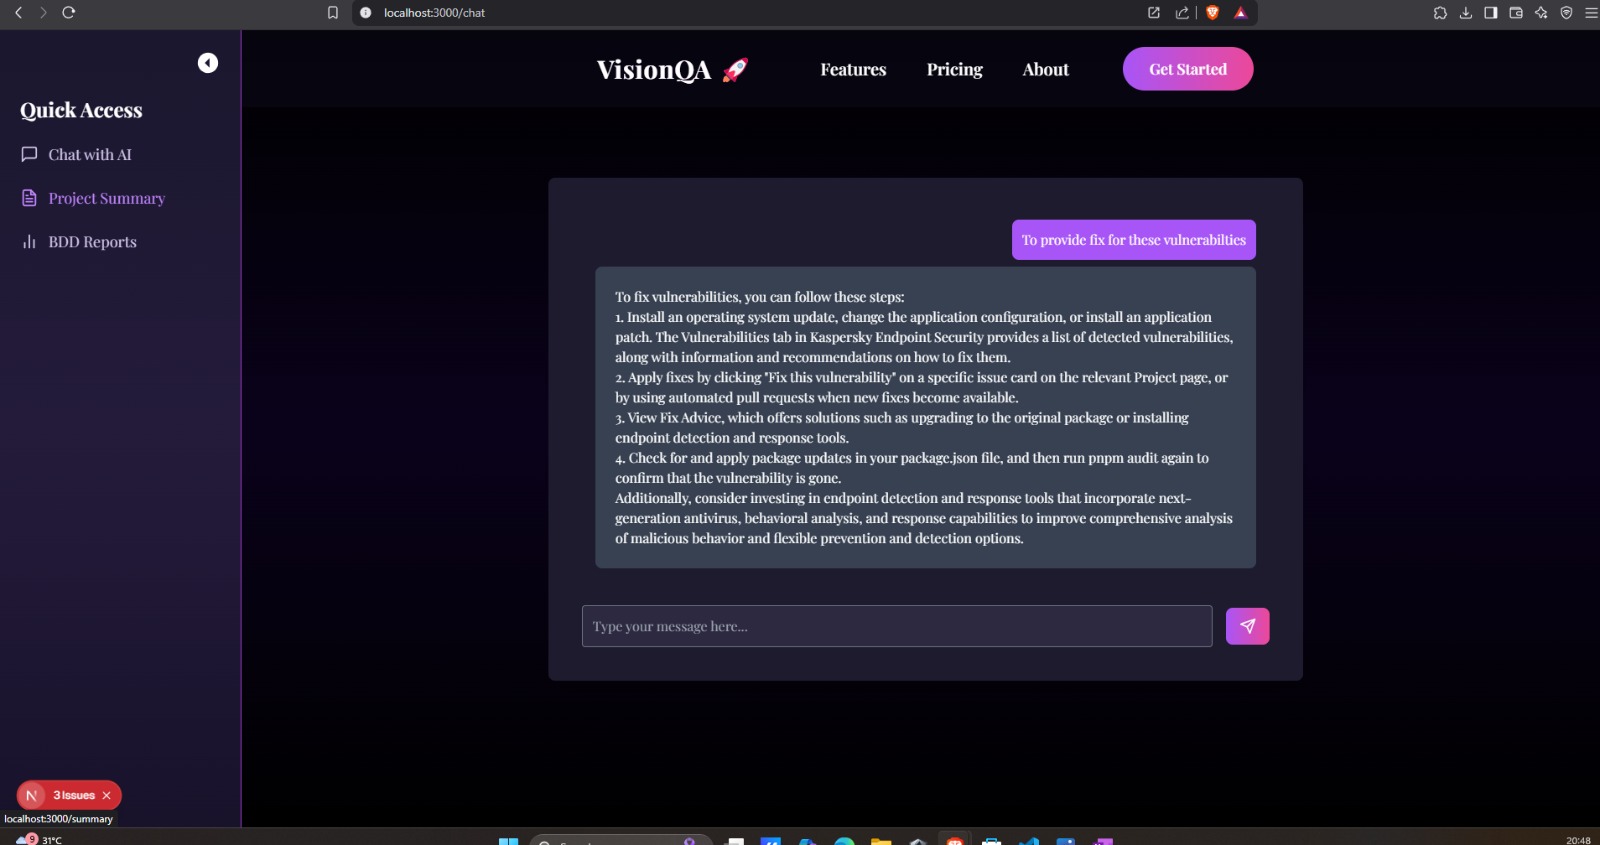 localhost:3000/chat
VisionQA 🚀
Features
Pricing
About
Get Started
Quick Access
Chat with AI
Project Summary
BDD Reports
To provide fix for these vulnerabilties
To fix vulnerabilities, you can follow these steps:
1. Install an operating system update, change the application configuration, or install an application
patch. The Vulnerabilities tab in Kaspersky Endpoint Security provides a list of detected vulnerabilities,
along with information and recommendations on how to fix them.
2. Apply fixes by clicking "Fix this vulnerability" on a specific issue card on the relevant Project page, or
by using automated pull requests when new fixes become available.
3. View Fix Advice, which offers solutions such as upgrading to the original package or installing
endpoint detection and response tools.
4. Check for and apply package updates in your package.json file, and then run pnpm audit again to
confirm that the vulnerability is gone.
Additionally, consider investing in endpoint detection and response tools that incorporate next-
generation antivirus, behavioral analysis, and response capabilities to improve comprehensive analysis
of malicious behavior and flexible prevention and detection options.
Type your message here...
N 3 Issues
localhost:3000/summary
9
31°C
20:48